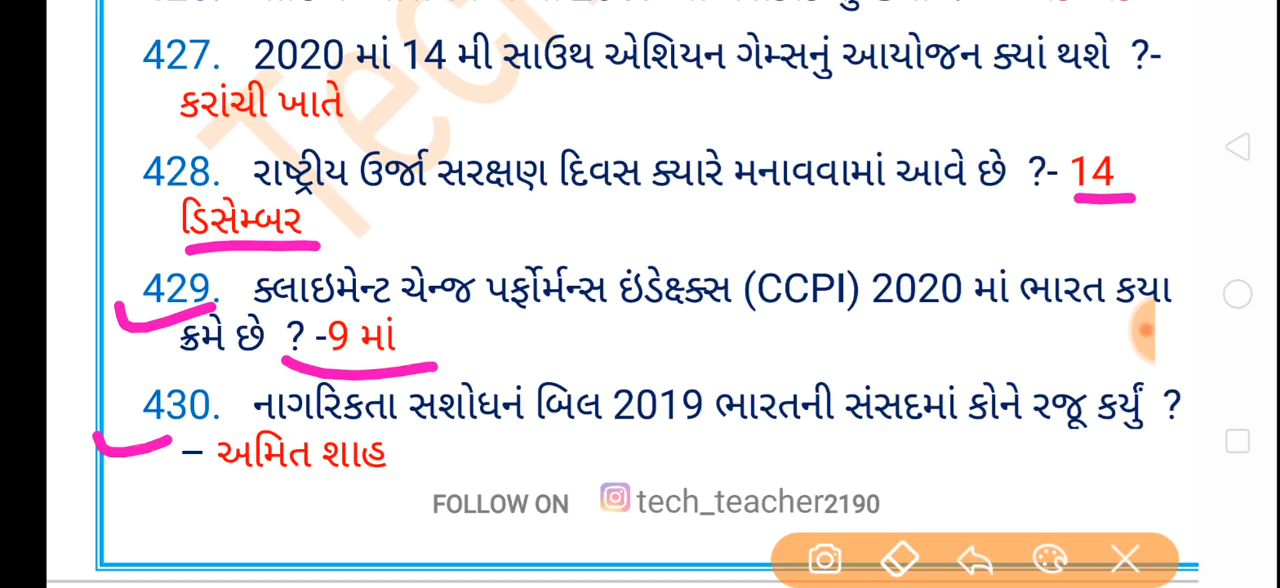 427. 2020 માં 14 મી સાઉથ એશિયન ગેમ્સનું આયોજન ક્યાં થશે ?-
કરાંચી ખાતે
428. રાષ્ટ્રીય ઉર્જા સરક્ષણ દિવસ ક્યારે મનાવવામાં આવે છે ?- 14
ડિસેમ્બર
429. ક્લાઇમેન્ટ ચેન્જ પર્ફોર્મન્સ ઇંડેક્ષ્ક્સ (CCPI) 2020 માં ભારત કયા
ક્રમે છે ? -9 માં
430. નાગરિકતા સશોધનં બિલ 2019 ભારતની સંસદમાં કોને રજૂ કર્યું ?
– અમિત શાહ
FOLLOW ON tech_teacher2190